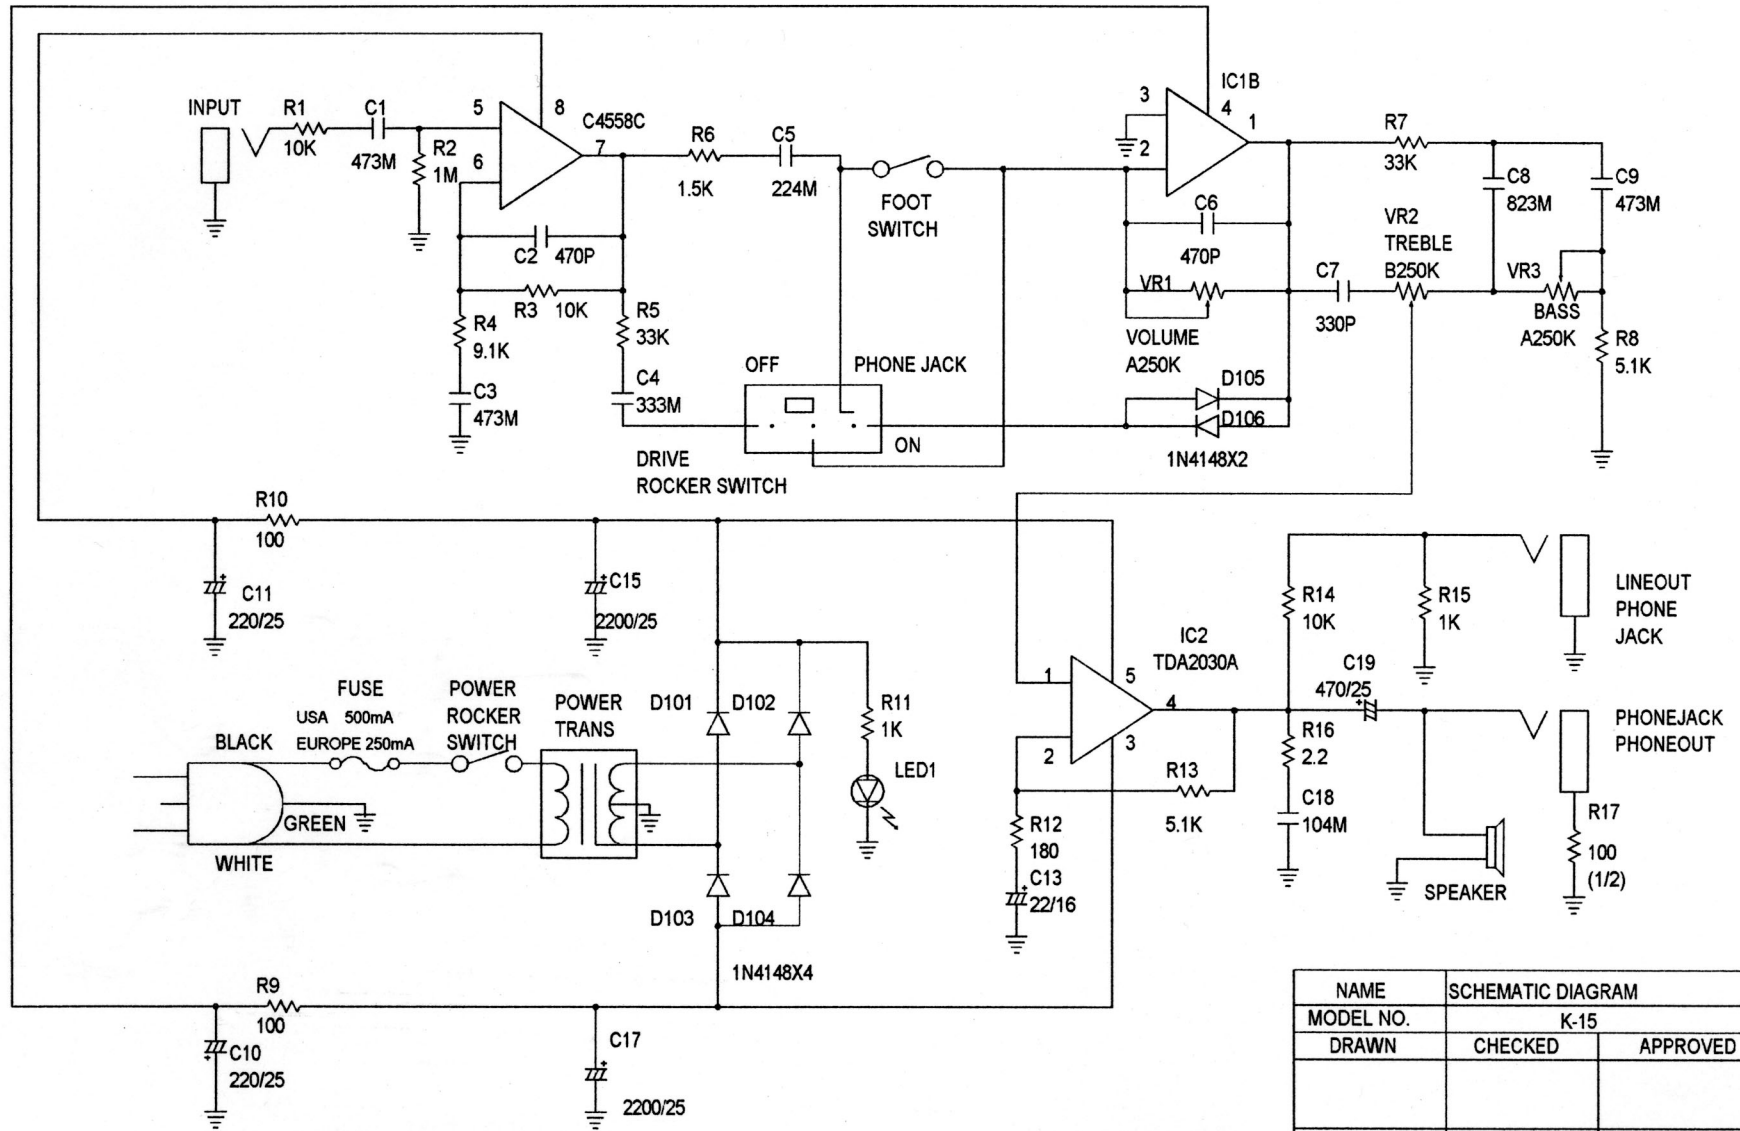 INPUT
R1
10K
C1
473M
R2
1M
5
6
8
C4558C
7
R6
1.5K
C5
224M
FOOT
SWITCH
3
2
IC1B
4
1
R7
33K
C8
823M
C9
473M
C2
470P
R3
10K
R4
9.1K
C3
473M
R5
33K
C4
333M
C6
470P
VR1
VOLUME
A250K
C7
330P
VR2
TREBLE
B250K
VR3
BASS
A250K
R8
5.1K
OFF
PHONE JACK
ON
DRIVE
ROCKER SWITCH
D105
D106
1N4148X2
R10
100
C11
220/25
C15
2200/25
FUSE
USA 500mA
EUROPE 250mA
POWER
ROCKER
SWITCH
POWER
TRANS
BLACK
GREEN
WHITE
D101
D102
D103
D104
1N4148X4
R11
1K
LED1
IC2
TDA2030A
1
2
5
4
3
R13
5.1K
R12
180
C13
22/16
R14
10K
R15
1K
C19
470/25
R16
2.2
C18
104M
LINEOUT
PHONE
JACK
PHONEJACK
PHONEOUT
R17
100
(1/2)
SPEAKER
R9
100
C10
220/25
C17
2200/25
NAME SCHEMATIC DIAGRAM
MODEL NO. K-15
DRAWN CHECKED APPROVED